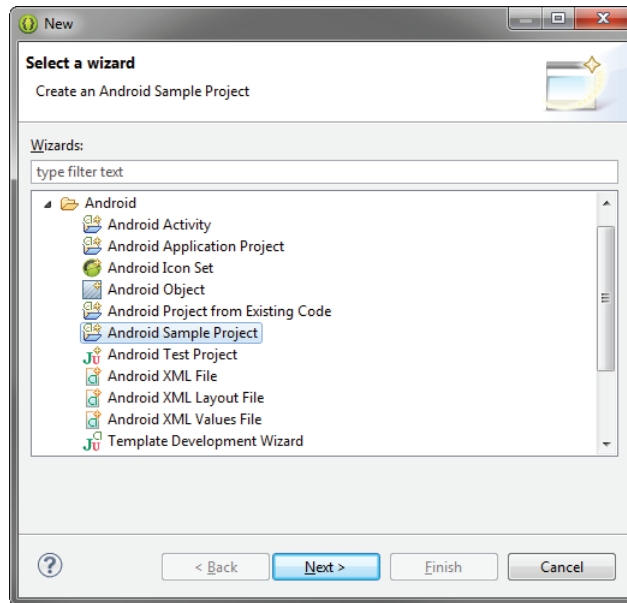 New
Select a wizard
Create an Android Sample Project
Wizards:
type filter text
Android
Android Activity
Android Application Project
Android Icon Set
Android Object
Android Project from Existing Code
Android Sample Project
Android Test Project
Android XML File
Android XML Layout File
Android XML Values File
Template Development Wizard
< Back
Next >
Finish
Cancel